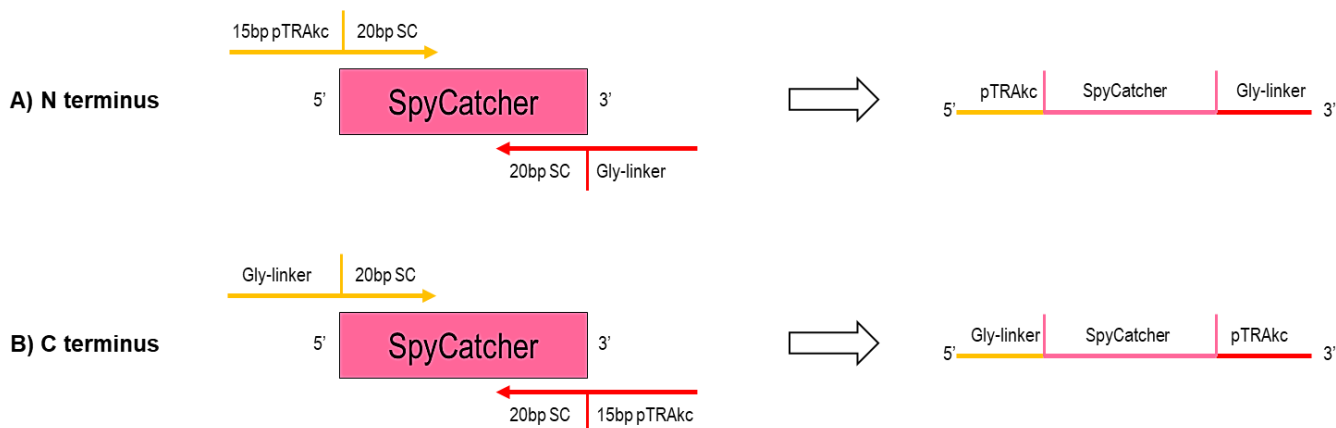 15bp pTRAkc 20bp SC
A) N terminus 5' SpyCatcher 3' pTRAkc SpyCatcher Gly-linker
5' 3'
20bp SC Gly-linker
Gly-linker 20bp SC
B) C terminus 5' SpyCatcher 3' Gly-linker SpyCatcher pTRAkc
5' 3'
20bp SC 15bp pTRAkc